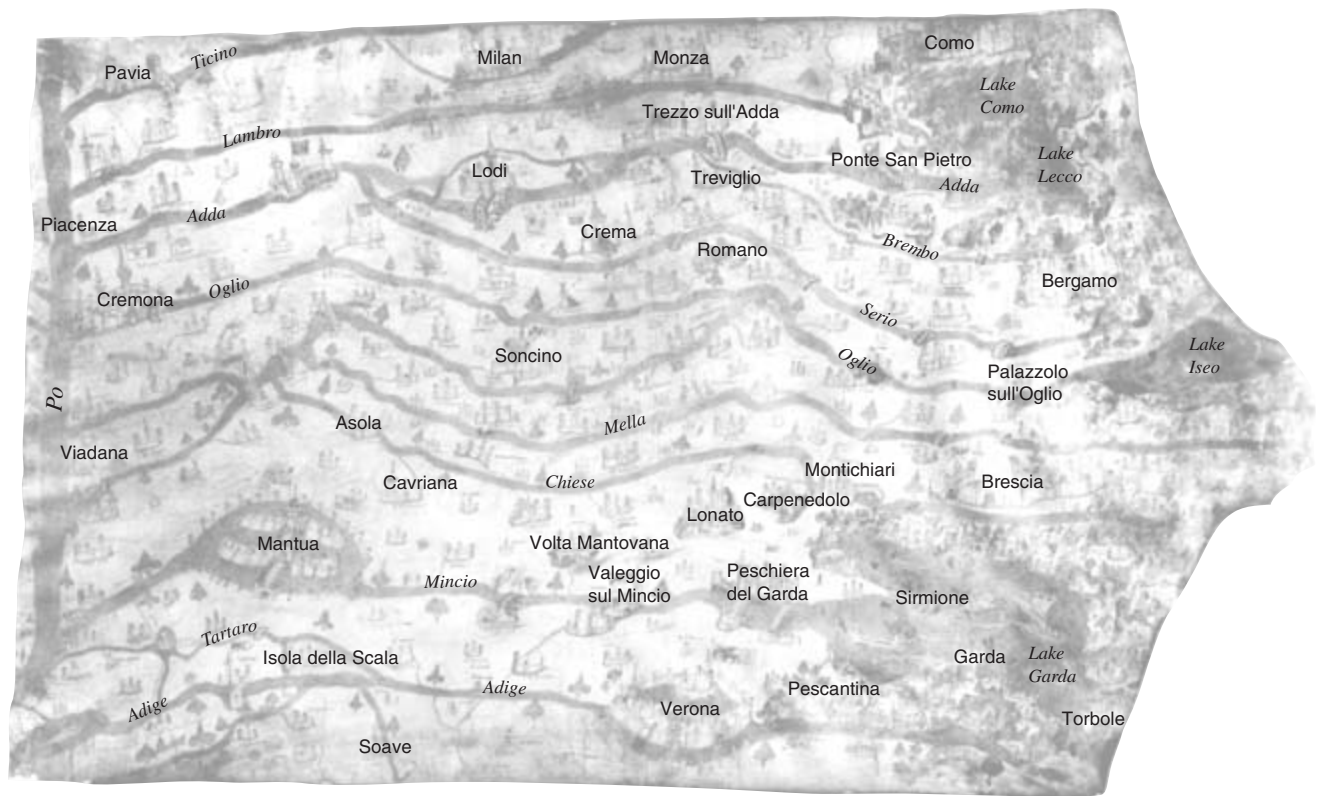 Como
Ticino
Milan
Monza
Pavia
Lake
Como
Trezzo sull'Adda
Lambro
Lake
Lecco
Ponte San Pietro
Lodi
Treviglio
Adda
Adda
Piacenza
Crema
Romano
Brembo
Bergamo
Oglio
Cremona
Serio
Lake
Iseo
Soncino
Oglio
Palazzolo
sull'Oglio
Po
Asola
Mella
Viadana
Montichiari
Cavriana
Chiese
Brescia
Carpenedolo
Lonato
Mantua
Volta Mantovana
Valeggio
sul Mincio
Peschiera
del Garda
Mincio
Sirmione
Tartaro
Isola della Scala
Garda
Lake
Garda
Adige
Adige
Pescantina
Verona
Torbole
Soave